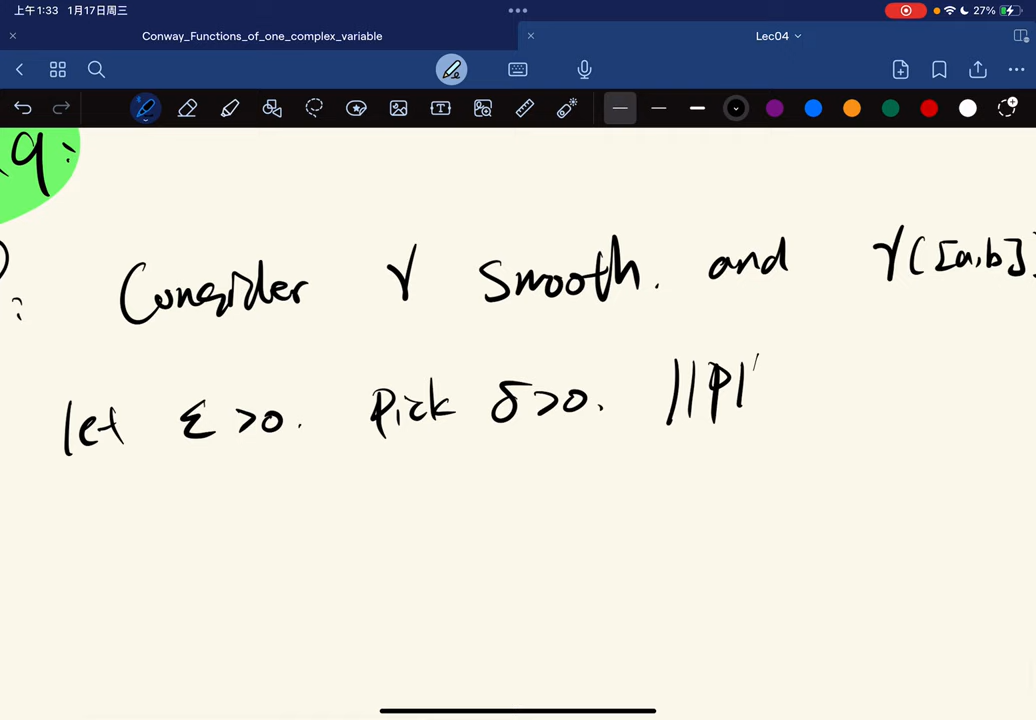 上午1:33 1月17日周三
27%
Conway_Functions_of_one_complex_variable
Lec04
9:
: Consider γ smooth. and γ([a,b]
let ε >0. Pick δ>0. ||P|